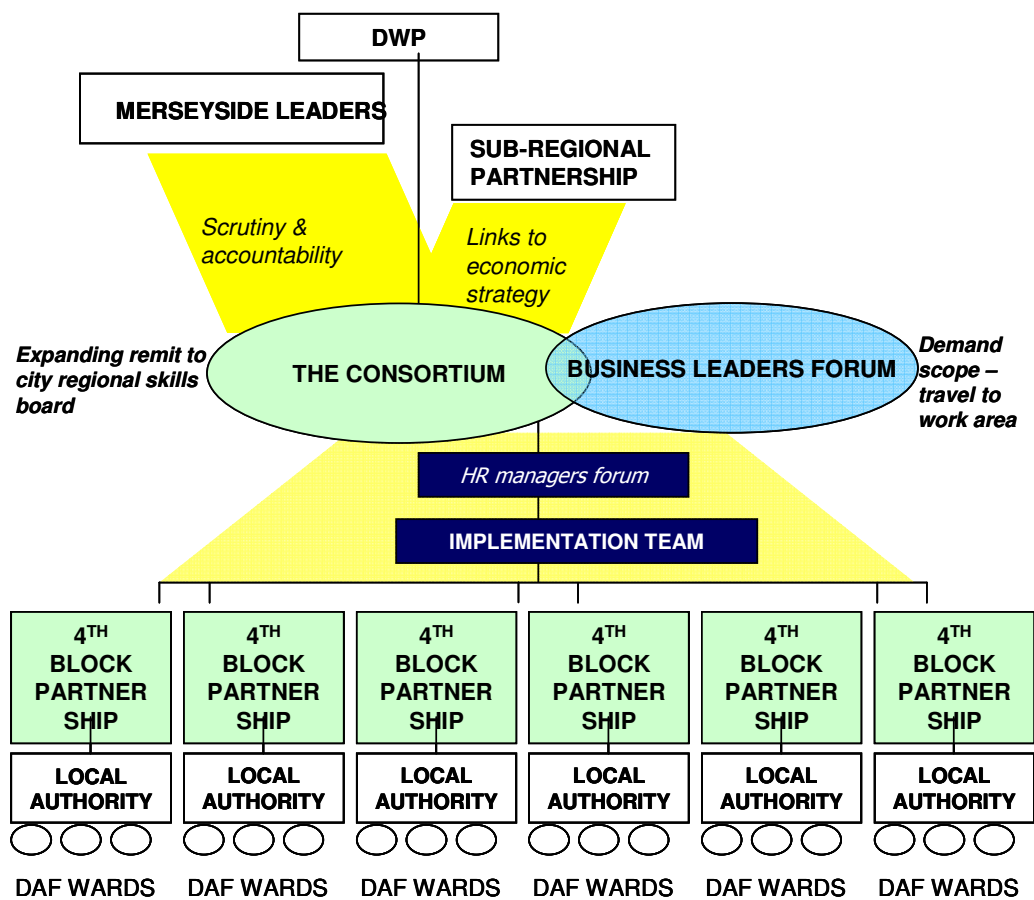 DWP
MERSEYSIDE LEADERS
SUB-REGIONAL
PARTNERSHIP
Scrutiny &
accountability
Links to
economic
strategy
Expanding remit to
city regional skills
board
THE CONSORTIUM
BUSINESS LEADERS FORUM
Demand
scope –
travel to
work area
HR managers forum
IMPLEMENTATION TEAM
4TH
BLOCK
PARTNER
SHIP
4TH
BLOCK
PARTNER
SHIP
4TH
BLOCK
PARTNER
SHIP
4TH
BLOCK
PARTNER
SHIP
4TH
BLOCK
PARTNER
SHIP
4TH
BLOCK
PARTNER
SHIP
LOCAL
AUTHORITY
LOCAL
AUTHORITY
LOCAL
AUTHORITY
LOCAL
AUTHORITY
LOCAL
AUTHORITY
LOCAL
AUTHORITY
DAF WARDS
DAF WARDS
DAF WARDS
DAF WARDS
DAF WARDS
DAF WARDS